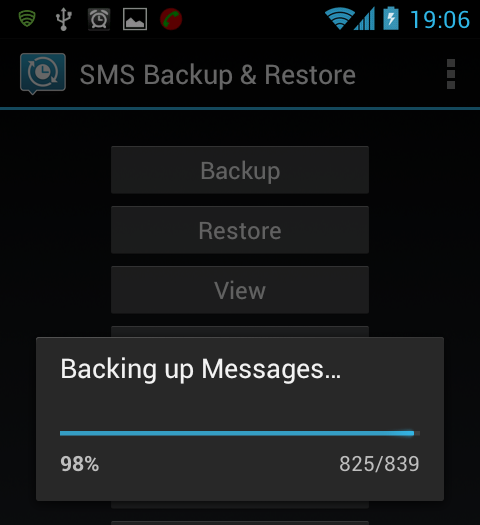 19:06
SMS Backup & Restore
Backup
Restore
View
Backing up Messages...
98%
825/839